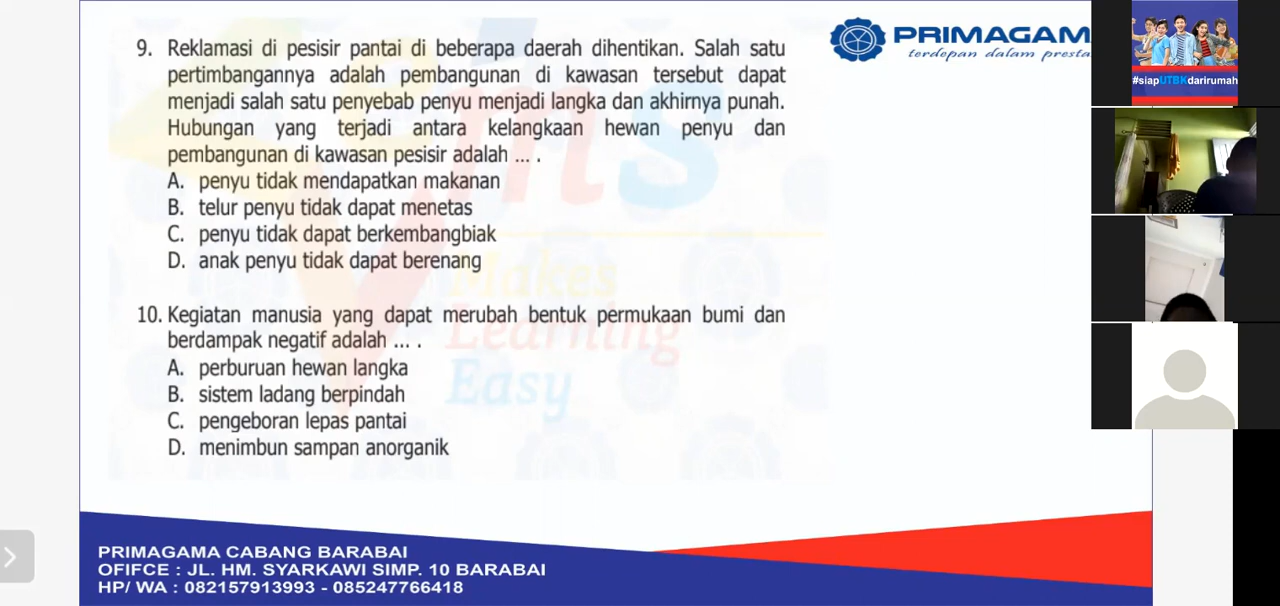 9. Reklamasi di pesisir pantai di beberapa daerah dihentikan. Salah satu
pertimbangannya adalah pembangunan di kawasan tersebut dapat
menjadi salah satu penyebab penyu menjadi langka dan akhirnya punah.
Hubungan yang terjadi antara kelangkaan hewan penyu dan
pembangunan di kawasan pesisir adalah ... .
A. penyu tidak mendapatkan makanan
B. telur penyu tidak dapat menetas
C. penyu tidak dapat berkembangbiak
D. anak penyu tidak dapat berenang
10. Kegiatan manusia yang dapat merubah bentuk permukaan bumi dan
berdampak negatif adalah ... .
A. perburuan hewan langka
B. sistem ladang berpindah
C. pengeboran lepas pantai
D. menimbun sampan anorganik
ms
Makes
Learning
Easy
PRIMAGAM
terdepan dalam presta
#siapUTBKdarirumah
PRIMAGAMA CABANG BARABAI
OFIFCE : JL. HM. SYARKAWI SIMP. 10 BARABAI
HP/ WA : 082157913993 - 085247766418